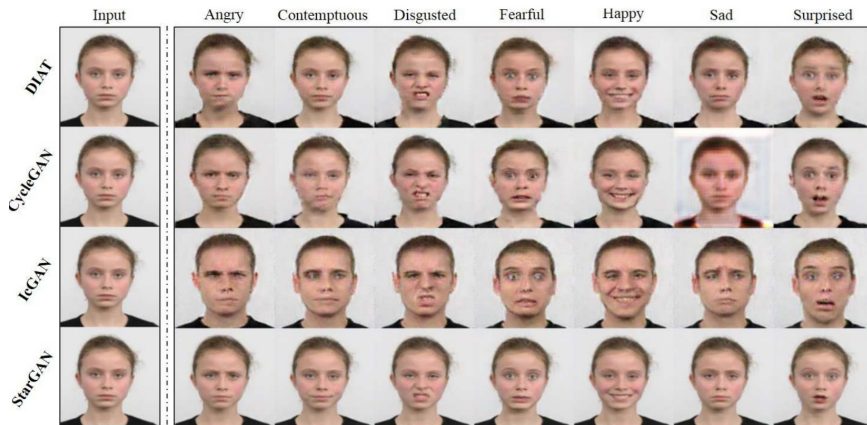 Input Angry Contemptuous Disgusted Fearful Happy Sad Surprised
DIAT
CycleGAN
IcGAN
StarGAN